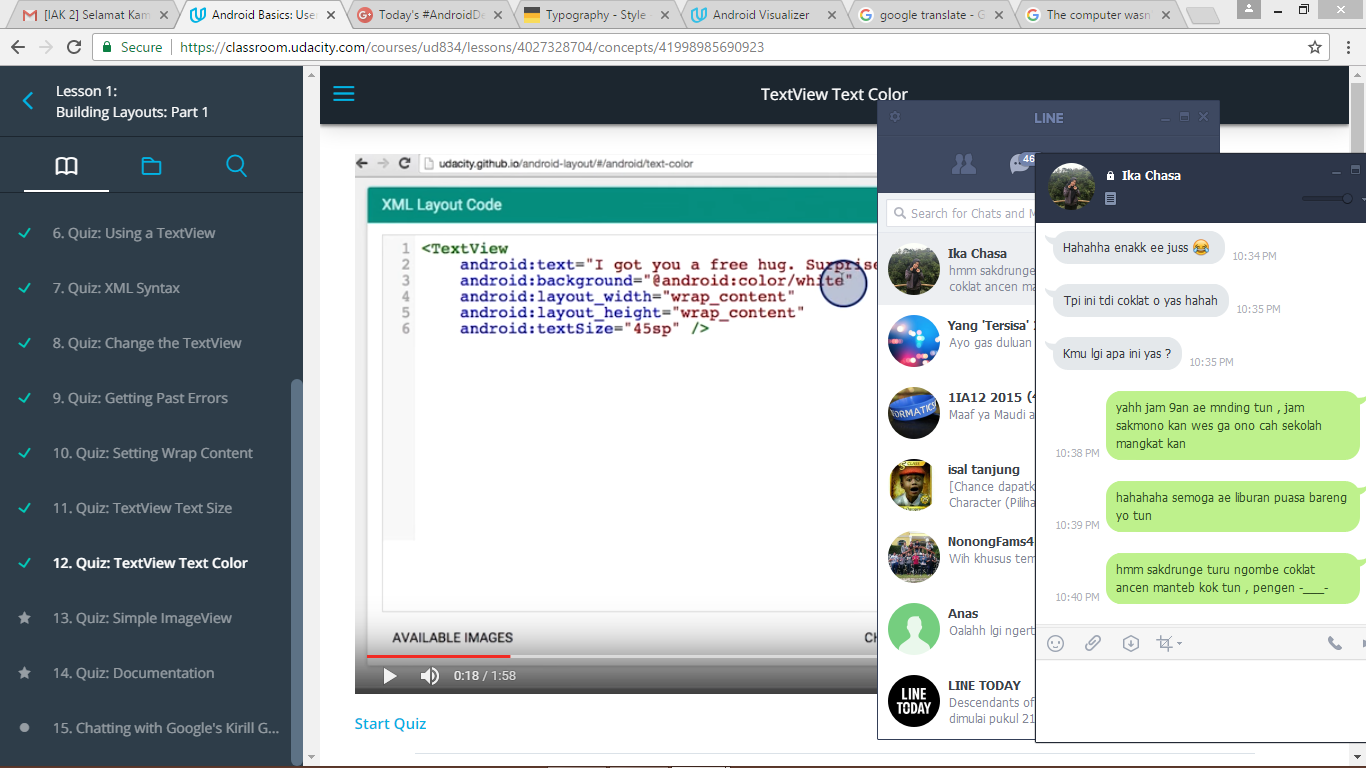 [IAK 2] Selamat Kam
Android Basics: Use
Today's #AndroidDe
Typography - Style -
Android Visualizer
google translate - G
The computer wasn
Secure
https://classroom.udacity.com/courses/ud834/lessons/4027328704/concepts/41998985690923
Lesson 1:
Building Layouts: Part 1
6. Quiz: Using a TextView
7. Quiz: XML Syntax
8. Quiz: Change the TextView
9. Quiz: Getting Past Errors
10. Quiz: Setting Wrap Content
11. Quiz: TextView Text Size
12. Quiz: TextView Text Color
13. Quiz: Simple ImageView
14. Quiz: Documentation
15. Chatting with Google's Kirill G...
TextView Text Color
udacity.github.io/android-layout/#/android/text-color
XML Layout Code
1 <TextView
2 android:text="I got you a free hug. Surprise
3 android:background="@android:color/white"
4 android:layout_width="wrap_content"
5 android:layout_height="wrap_content"
6 android:textSize="45sp" />
AVAILABLE IMAGES
CH
0:18 / 1:58
Start Quiz
LINE
46
Search for Chats and M
Ika Chasa
hmm sakdrunge
coklat ancen ma
Yang 'Tersisa'
Ayo gas duluan
1IA12 2015 (4
Maaf ya Maudi a
isal tanjung
[Chance dapatk
Character (Piliha
NonongFams4
Wih khusus tem
Anas
Oalahh lgi ngert
LINE TODAY
Descendants of
dimulai pukul 21
LINE
TODAY
ORMATICS
Ika Chasa
Hahahha enakk ee juss 😂
10:34 PM
Tpi ini tdi coklat o yas hahah
10:35 PM
Kmu lgi apa ini yas ?
10:35 PM
yahh jam 9an ae mnding tun , jam
sakmono kan wes ga ono cah sekolah
mangkat kan
10:38 PM
hahahaha semoga ae liburan puasa bareng
yo tun
10:39 PM
hmm sakdrunge turu ngombe coklat
ancen manteb kok tun , pengen -___-
10:40 PM